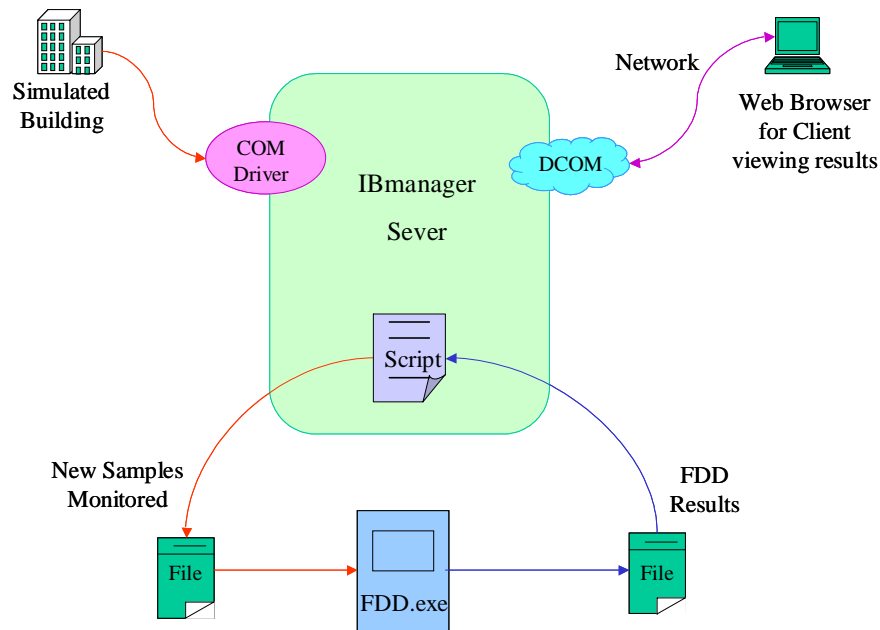 Simulated
Building
COM
Driver
Network
DCOM
Web Browser
for Client
viewing results
IBmanager
Sever
Script
New Samples
Monitored
FDD
Results
File
FDD.exe
File